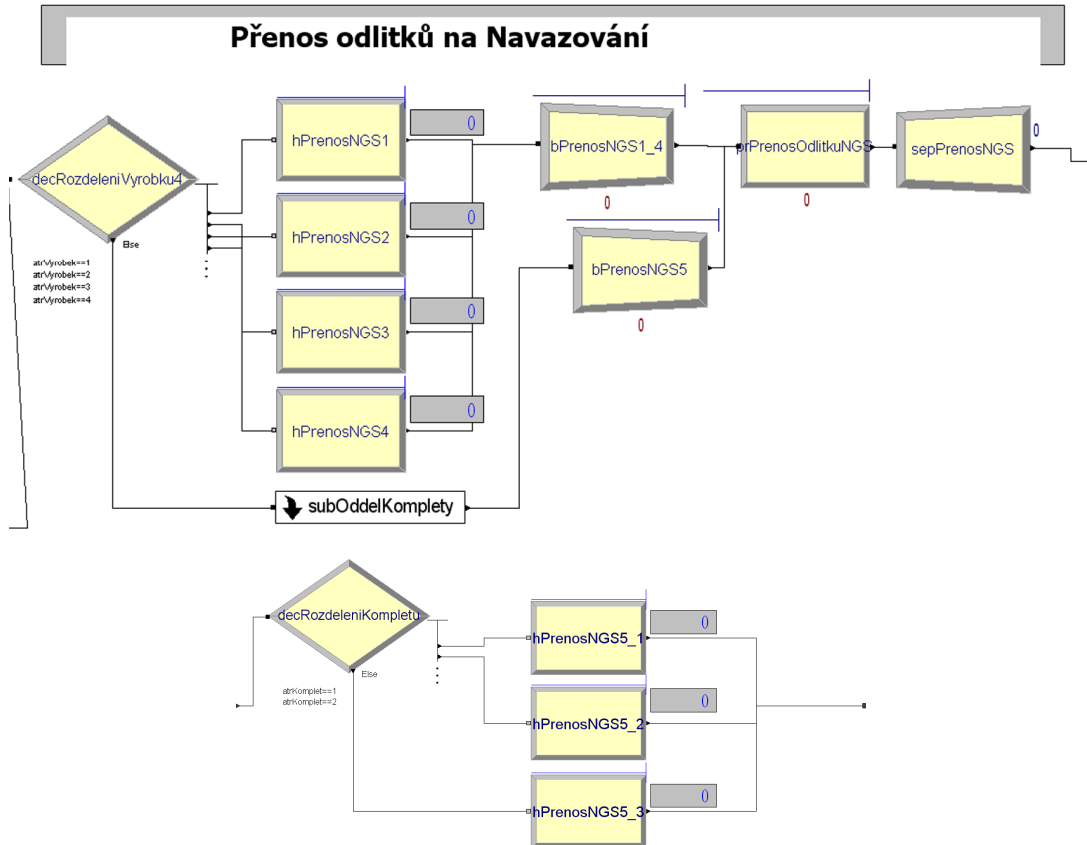 Přenos odlitků na Navazování
decRozdeleniVyrobku4
Else
atrVyrobek==1
atrVyrobek==2
atrVyrobek==3
atrVyrobek==4
hPrenosNGS1
0
hPrenosNGS2
0
hPrenosNGS3
0
hPrenosNGS4
0
bPrenosNGS1_4
0
prPrenosOdlitkuNGS
0
sepPrenosNGS
0
bPrenosNGS5
0
subOddelKomplety
decRozdeleniKompletu
Else
atrKomplet==1
atrKomplet==2
hPrenosNGS5_1
0
hPrenosNGS5_2
0
hPrenosNGS5_3
0